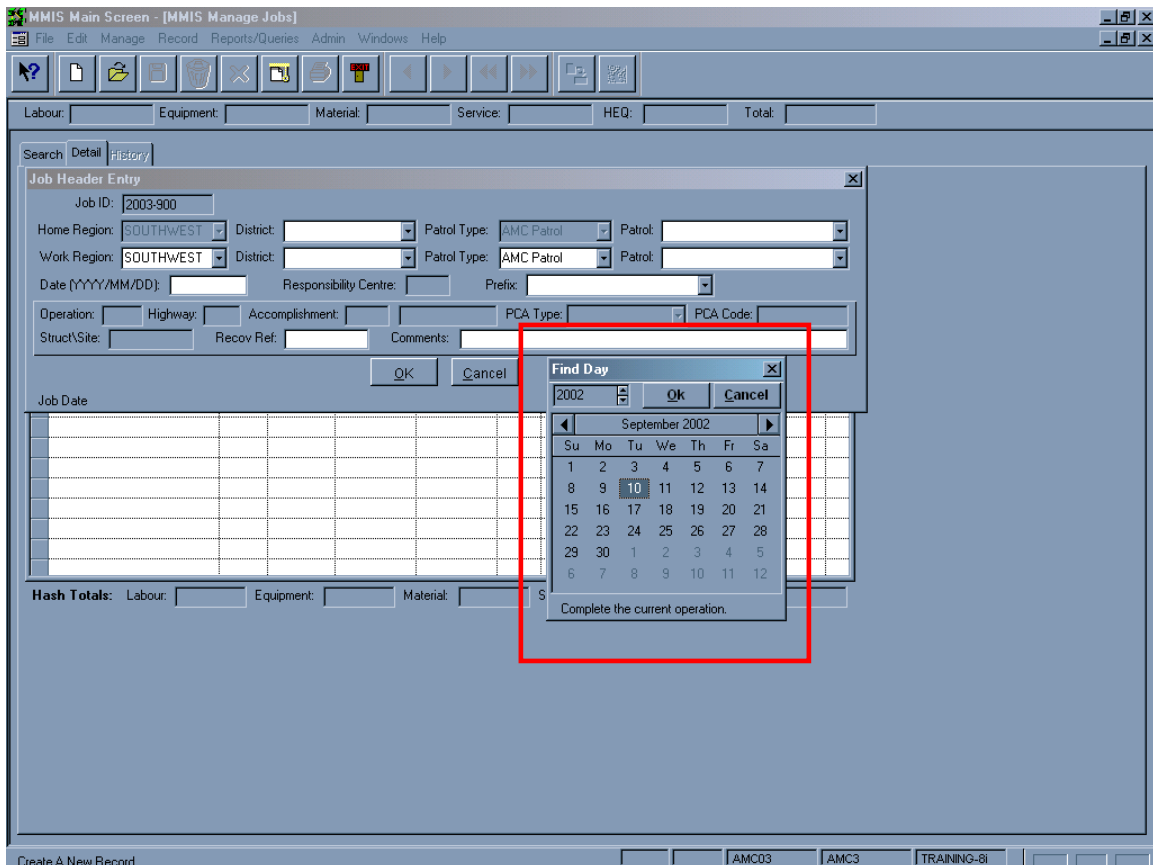 MMIS Main Screen - [MMIS Manage Jobs]
File Edit Manage Record Reports/Queries Admin Windows Help
EXIT
Labour: Equipment: Material: Service: HEQ: Total:
Search Detail History
Job Header Entry
Job ID: 2003-900
Home Region: SOUTHWEST District: Patrol Type: AMC Patrol Patrol:
Work Region: SOUTHWEST District: Patrol Type: AMC Patrol Patrol:
Date (YYYY/MM/DD): Responsibility Centre: Prefix:
Operation: Highway: Accomplishment: PCA Type: PCA Code:
Struct\Site: Recov Ref: Comments:
OK Cancel
Job Date
Find Day
2002 Ok Cancel
September 2002
Su Mo Tu We Th Fr Sa
1 2 3 4 5 6 7
8 9 10 11 12 13 14
15 16 17 18 19 20 21
22 23 24 25 26 27 28
29 30 1 2 3 4 5
6 7 8 9 10 11 12
Complete the current operation.
Hash Totals: Labour: Equipment: Material: S
Create A New Record AMC03 AMC3 TRAINING-8i